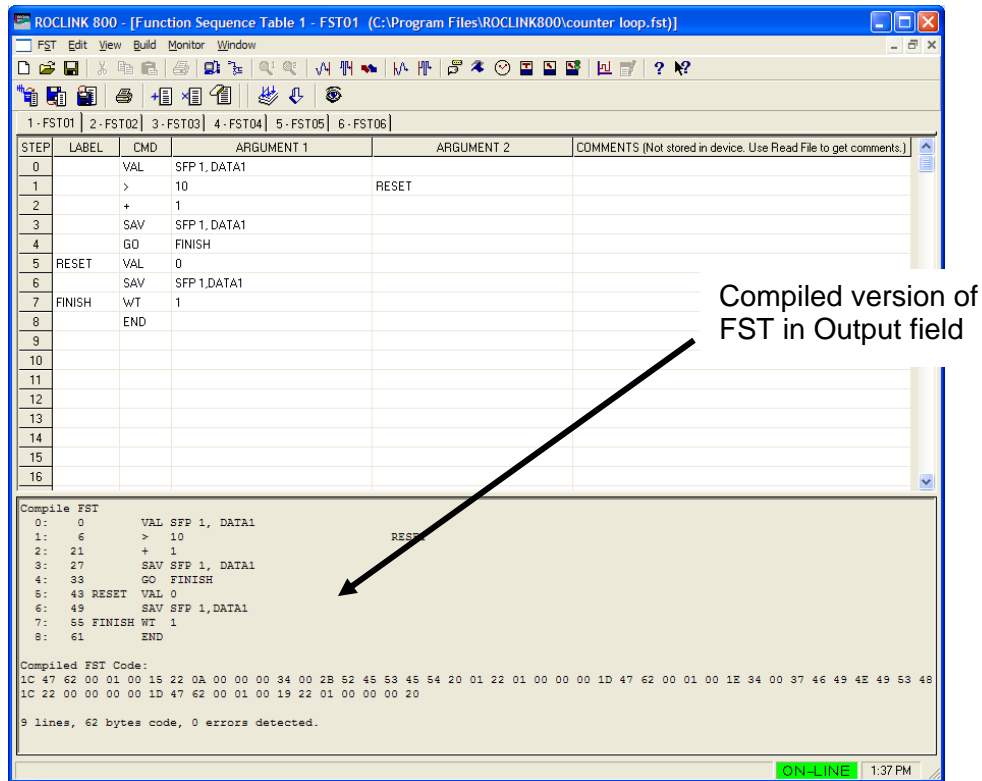 ROCLINK 800 - [Function Sequence Table 1 - FST01 (C:\Program Files\ROCLINK800\counter loop.fst)]
FST Edit View Build Monitor Window
1 - FST01 2 - FST02 3 - FST03 4 - FST04 5 - FST05 6 - FST06
STEP LABEL CMD ARGUMENT 1 ARGUMENT 2 COMMENTS (Not stored in device. Use Read File to get comments.)
0 VAL SFP 1, DATA1
1 > 10 RESET
2 + 1
3 SAV SFP 1, DATA1
4 GO FINISH
5 RESET VAL 0
6 SAV SFP 1,DATA1
7 FINISH WT 1
8 END
9
10
11
12
13
14
15
16
Compiled version of
FST in Output field
Compile FST
0: 0 VAL SFP 1, DATA1
1: 6 > 10 RESET
2: 21 + 1
3: 27 SAV SFP 1, DATA1
4: 33 GO FINISH
5: 43 RESET VAL 0
6: 49 SAV SFP 1,DATA1
7: 55 FINISH WT 1
8: 61 END
Compiled FST Code:
1C 47 62 00 01 00 15 22 0A 00 00 00 34 00 2B 52 45 53 45 54 20 01 22 01 00 00 00 1D 47 62 00 01 00 1E 34 00 37 46 49 4E 49 53 48
1C 22 00 00 00 00 1D 47 62 00 01 00 19 22 01 00 00 00 20
9 lines, 62 bytes code, 0 errors detected.
ON-LINE 1:37 PM